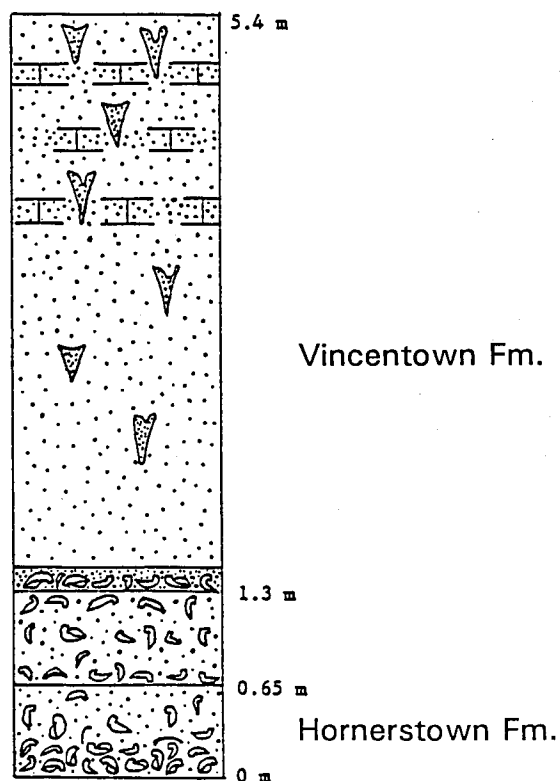 5.4 m
Vincentown Fm.
1.3 m
0.65 m
Hornerstown Fm.
0 m